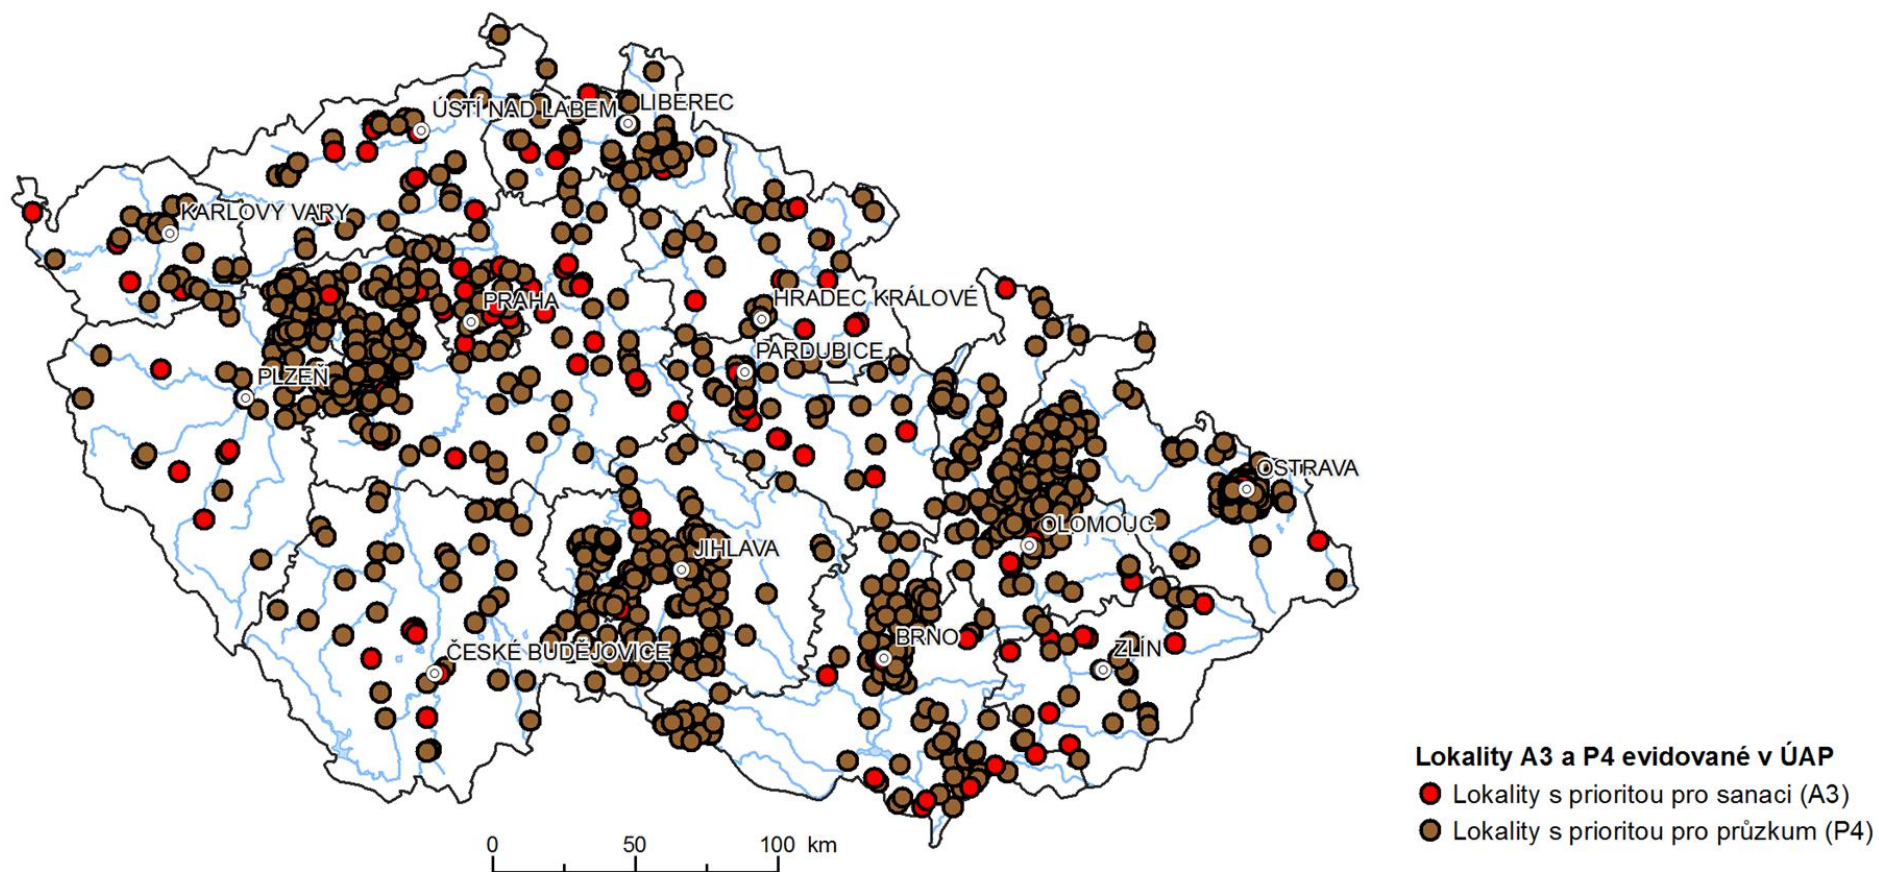 ÚSTÍ NAD LABEM
LIBEREC
KARLOVY VARY
PRAHA
HRADEC KRÁLOVÉ
PARDUBICE
PLZEŇ
OSTRAVA
OLOMOUC
JIHLAVA
BRNO
ZLÍN
ČESKÉ BUDĚJOVICE
Lokality A3 a P4 evidované v ÚAP
Lokality s prioritou pro sanaci (A3)
Lokality s prioritou pro průzkum (P4)
0 50 100 km